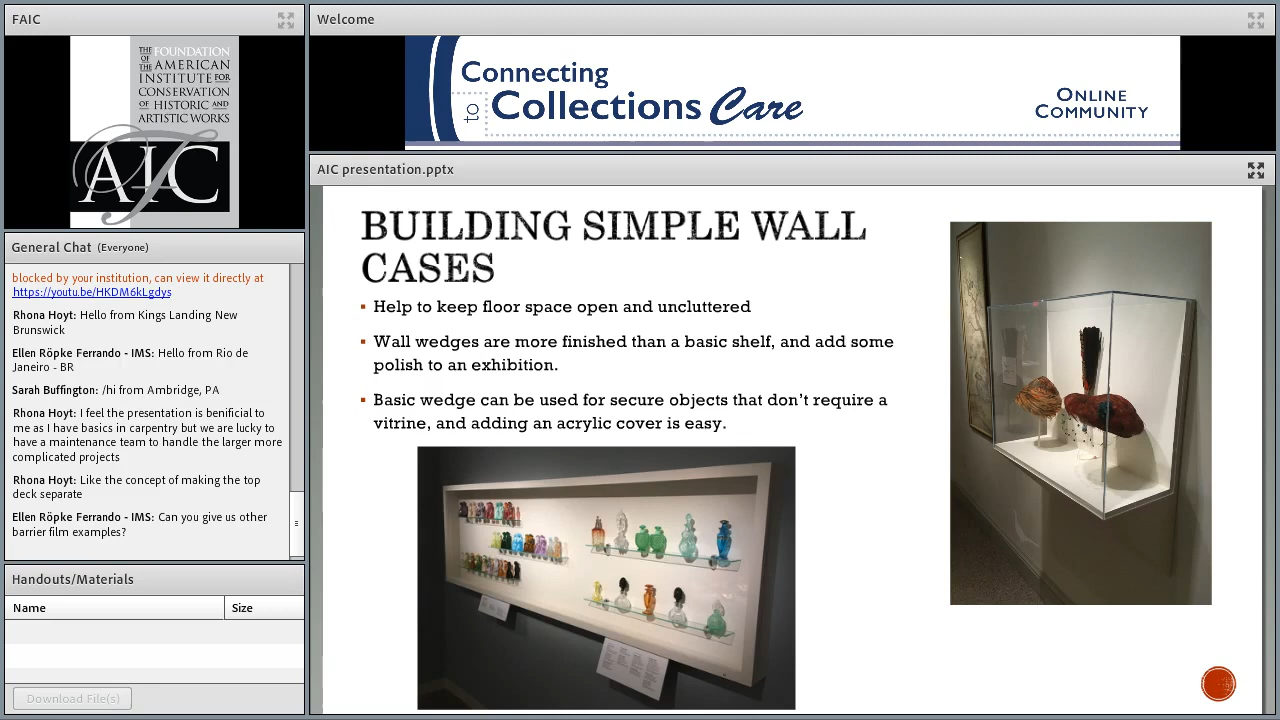 FAIC
THE FOUNDATION
OF THE AMERICAN
INSTITUTE FOR
CONSERVATION
OF HISTORIC AND
ARTISTIC WORKS
FAIC
General Chat (Everyone)
blocked by your institution, can view it directly at
https://youtu.be/HKDM6kLgdys
Rhona Hoyt: Hello from Kings Landing New
Brunswick
Ellen Röpke Ferrando - IMS: Hello from Rio de
Janeiro - BR
Sarah Buffington: /hi from Ambridge, PA
Rhona Hoyt: I feel the presentation is benificial to
me as I have basics in carpentry but we are lucky to
have a maintenance team to handle the larger more
complicated projects
Rhona Hoyt: Like the concept of making the top
deck separate
Ellen Röpke Ferrando - IMS: Can you give us other
barrier film examples?
Handouts/Materials
Name Size
Download File(s)
Welcome
Connecting
to Collections Care
ONLINE
COMMUNITY
AIC presentation.pptx
BUILDING SIMPLE WALL
CASES
▪ Help to keep floor space open and uncluttered
▪ Wall wedges are more finished than a basic shelf, and add some
polish to an exhibition.
▪ Basic wedge can be used for secure objects that don’t require a
vitrine, and adding an acrylic cover is easy.